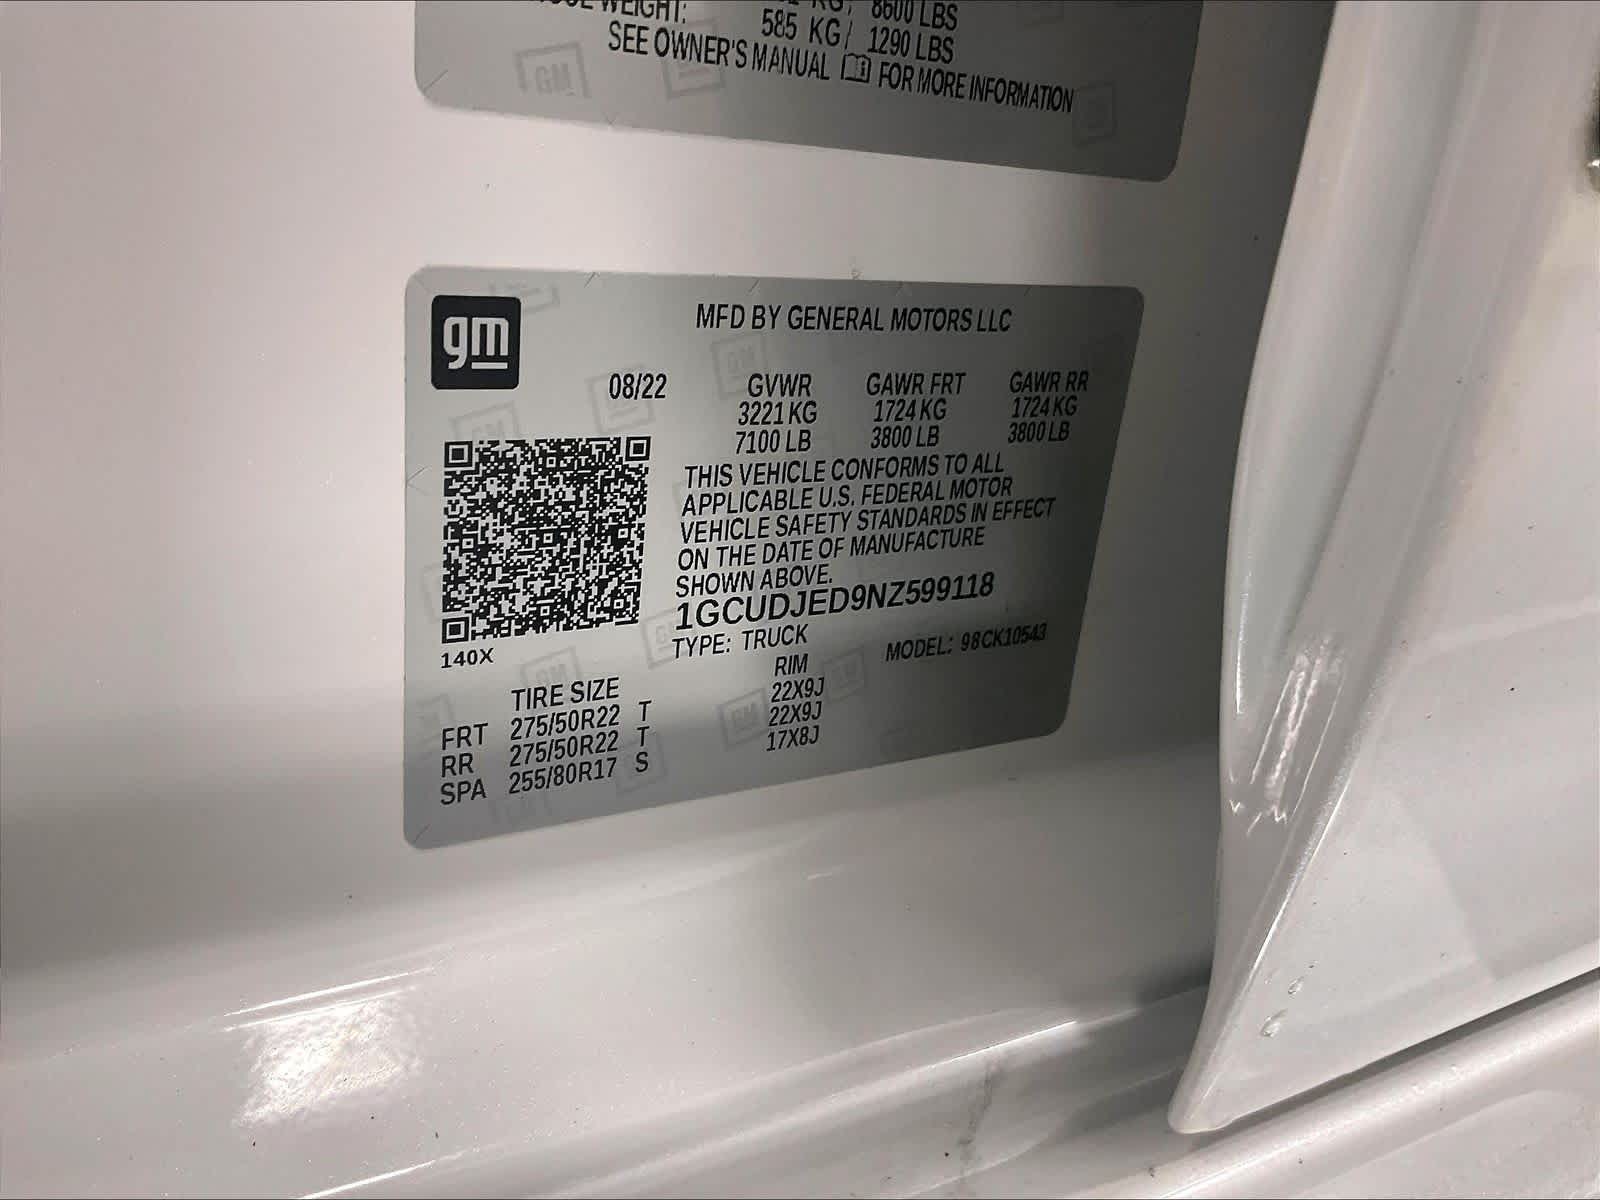 WEIGHT:
KG/ 8600 LBS
585 KG/ 1290 LBS
SEE OWNER'S MANUAL FOR MORE INFORMATION
gm
MFD BY GENERAL MOTORS LLC
08/22 GVWR GAWR FRT GAWR RR
3221 KG 1724 KG 1724 KG
7100 LB 3800 LB 3800 LB
THIS VEHICLE CONFORMS TO ALL
APPLICABLE U.S. FEDERAL MOTOR
VEHICLE SAFETY STANDARDS IN EFFECT
ON THE DATE OF MANUFACTURE
SHOWN ABOVE.
1GCUDJED9NZ599118
TYPE: TRUCK MODEL: 98CK10543
140X
TIRE SIZE RIM
FRT 275/50R22 T 22X9J
RR 275/50R22 T 22X9J
SPA 255/80R17 S 17X8J